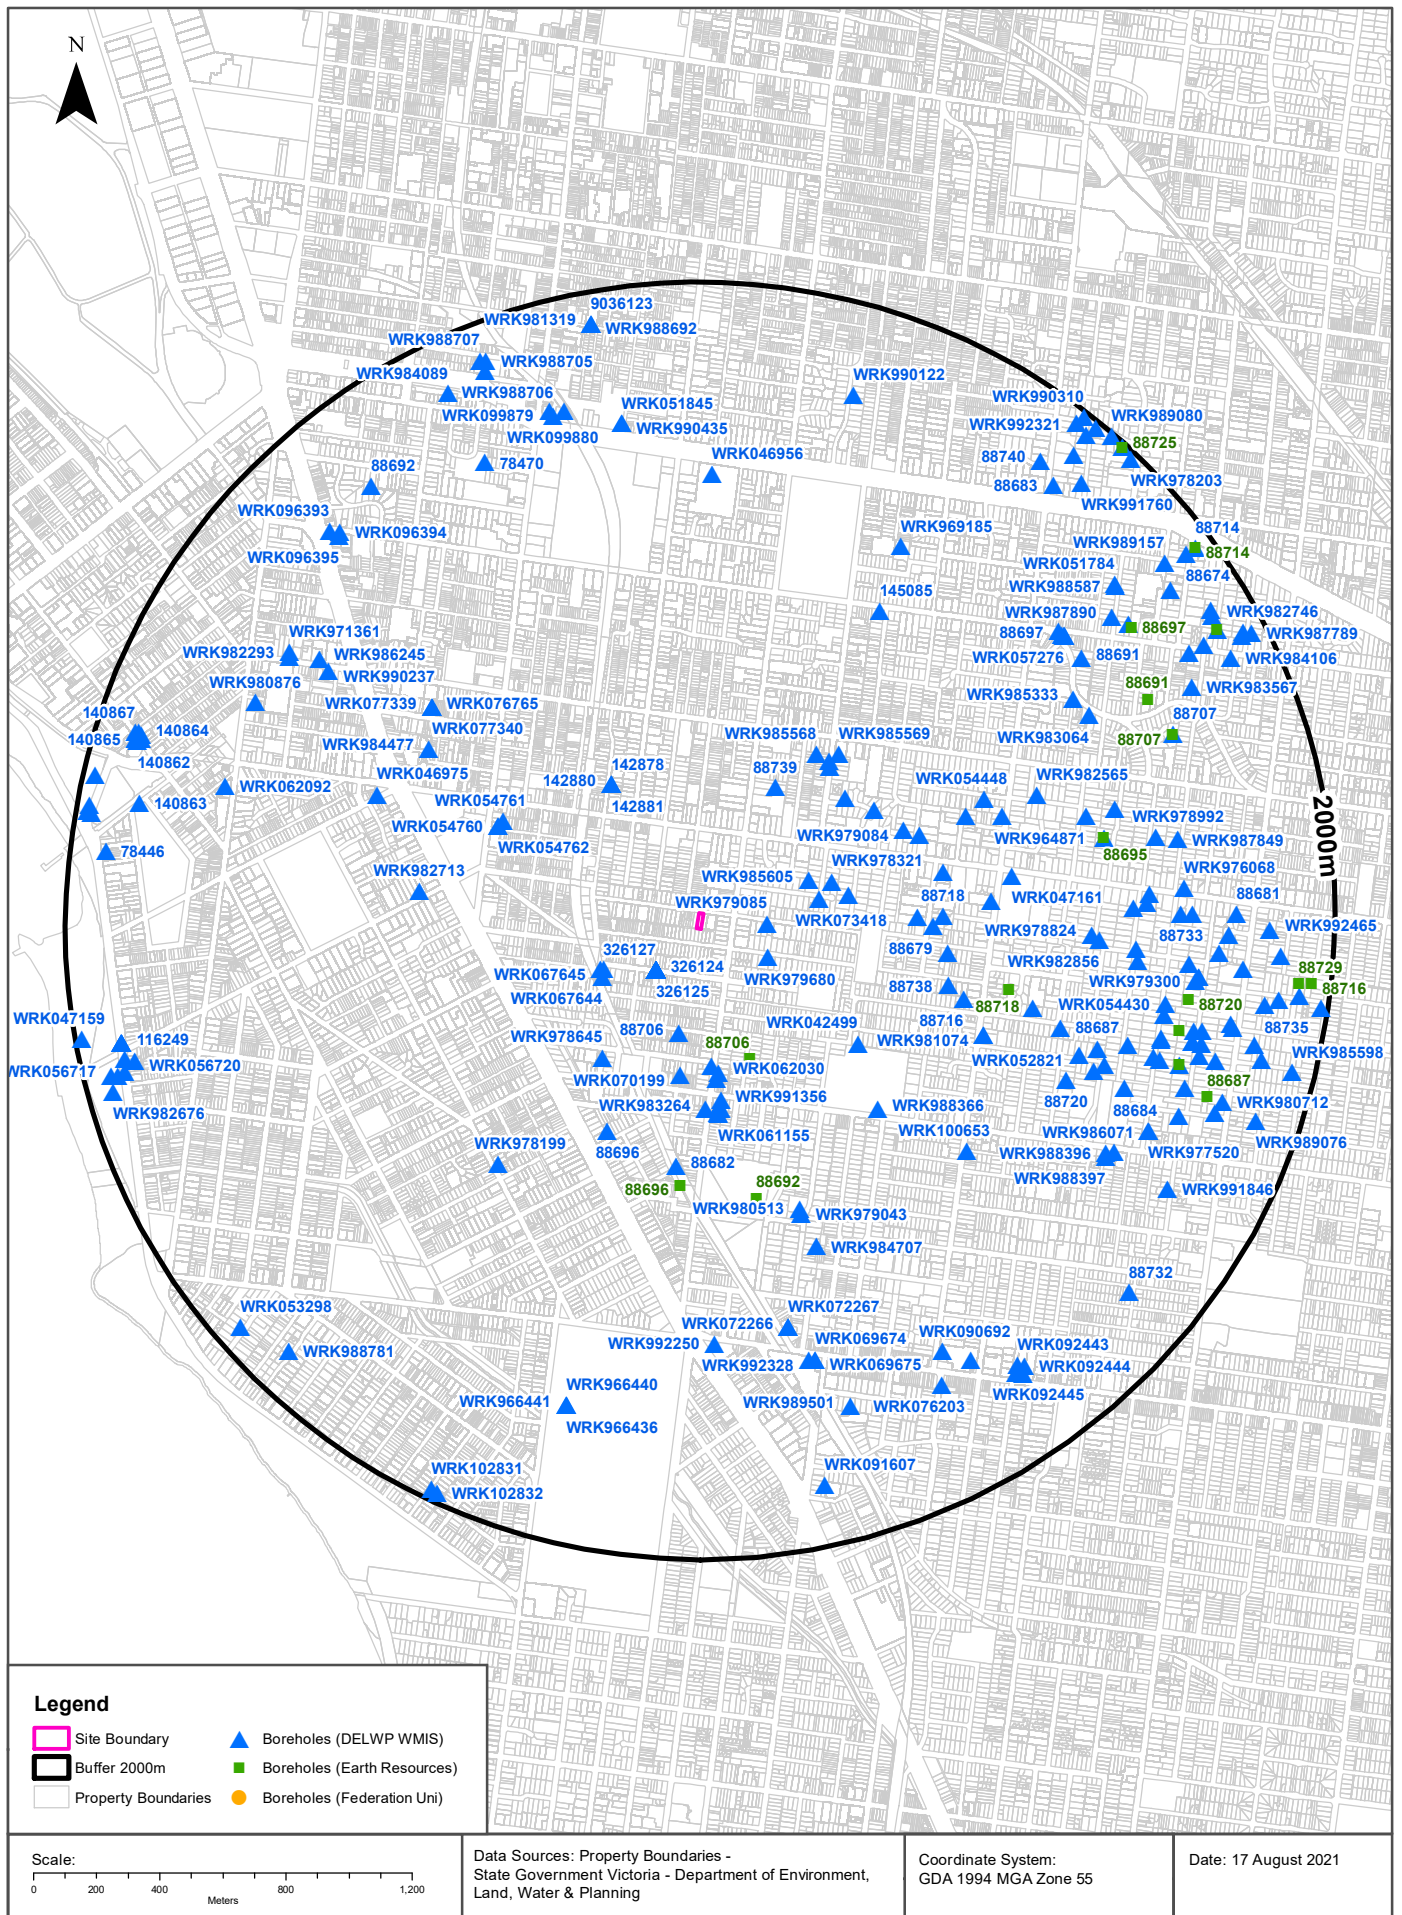 N
9036123
WRK981319
WRK988692
WRK988707
WRK988705
WRK984089
WRK990122
WRK988706
WRK051845
WRK990310
WRK099879
WRK989080
WRK992321
WRK990435
WRK099880
88725
WRK046956
88740
78470
88692
WRK978203
88683
WRK991760
WRK096393
WRK969185
88714
WRK096394
WRK989157
88714
WRK096395
WRK051784
88674
WRK988587
145085
WRK987890
WRK982746
88697
88697
WRK971361
WRK987789
WRK982293
WRK986245
WRK057276
88691
WRK984106
WRK990237
WRK980876
88691
WRK983567
WRK985333
WRK077339
WRK076765
140867
88707
140864
WRK077340
WRK985568
WRK985569
WRK983064
88707
140865
WRK984477
140862
142878
88739
WRK046975
WRK054448
WRK982565
142880
WRK062092
140863
WRK054761
142881
2000m
WRK978992
WRK054760
WRK979084
WRK964871
WRK987849
WRK054762
78446
88695
WRK978321
WRK976068
WRK982713
WRK985605
88718
WRK047161
88681
WRK979085
WRK073418
WRK978824
88733
WRK992465
88679
326127
WRK982856
WRK067645
326124
WRK979680
WRK979300
88729
326125
88738
88716
WRK067644
88718
WRK054430
88720
WRK047159
88716
WRK042499
88735
116249
WRK978645
88706
88687
88706
WRK981074
WRK052821
WRK985598
WRK056717
WRK056720
WRK070199
WRK062030
88687
WRK991356
88720
WRK982676
WRK983264
WRK988366
88684
WRK980712
WRK061155
WRK100653
WRK986071
WRK989076
WRK978199
88696
WRK988396
WRK977520
88682
WRK988397
88696
88692
WRK991846
WRK980513
WRK979043
WRK984707
88732
WRK053298
WRK072267
WRK072266
WRK069674
WRK090692
WRK992250
WRK092443
WRK988781
WRK992328
WRK069675
WRK092444
WRK966440
WRK092445
WRK966441
WRK989501
WRK076203
WRK966436
WRK091607
WRK102831
WRK102832
Legend
Site Boundary
Boreholes (DELWP WMIS)
Buffer 2000m
Boreholes (Earth Resources)
Property Boundaries
Boreholes (Federation Uni)
Scale:
0 200 400 800 1,200
Meters
Data Sources: Property Boundaries -
State Government Victoria - Department of Environment,
Land, Water & Planning
Coordinate System:
GDA 1994 MGA Zone 55
Date: 17 August 2021